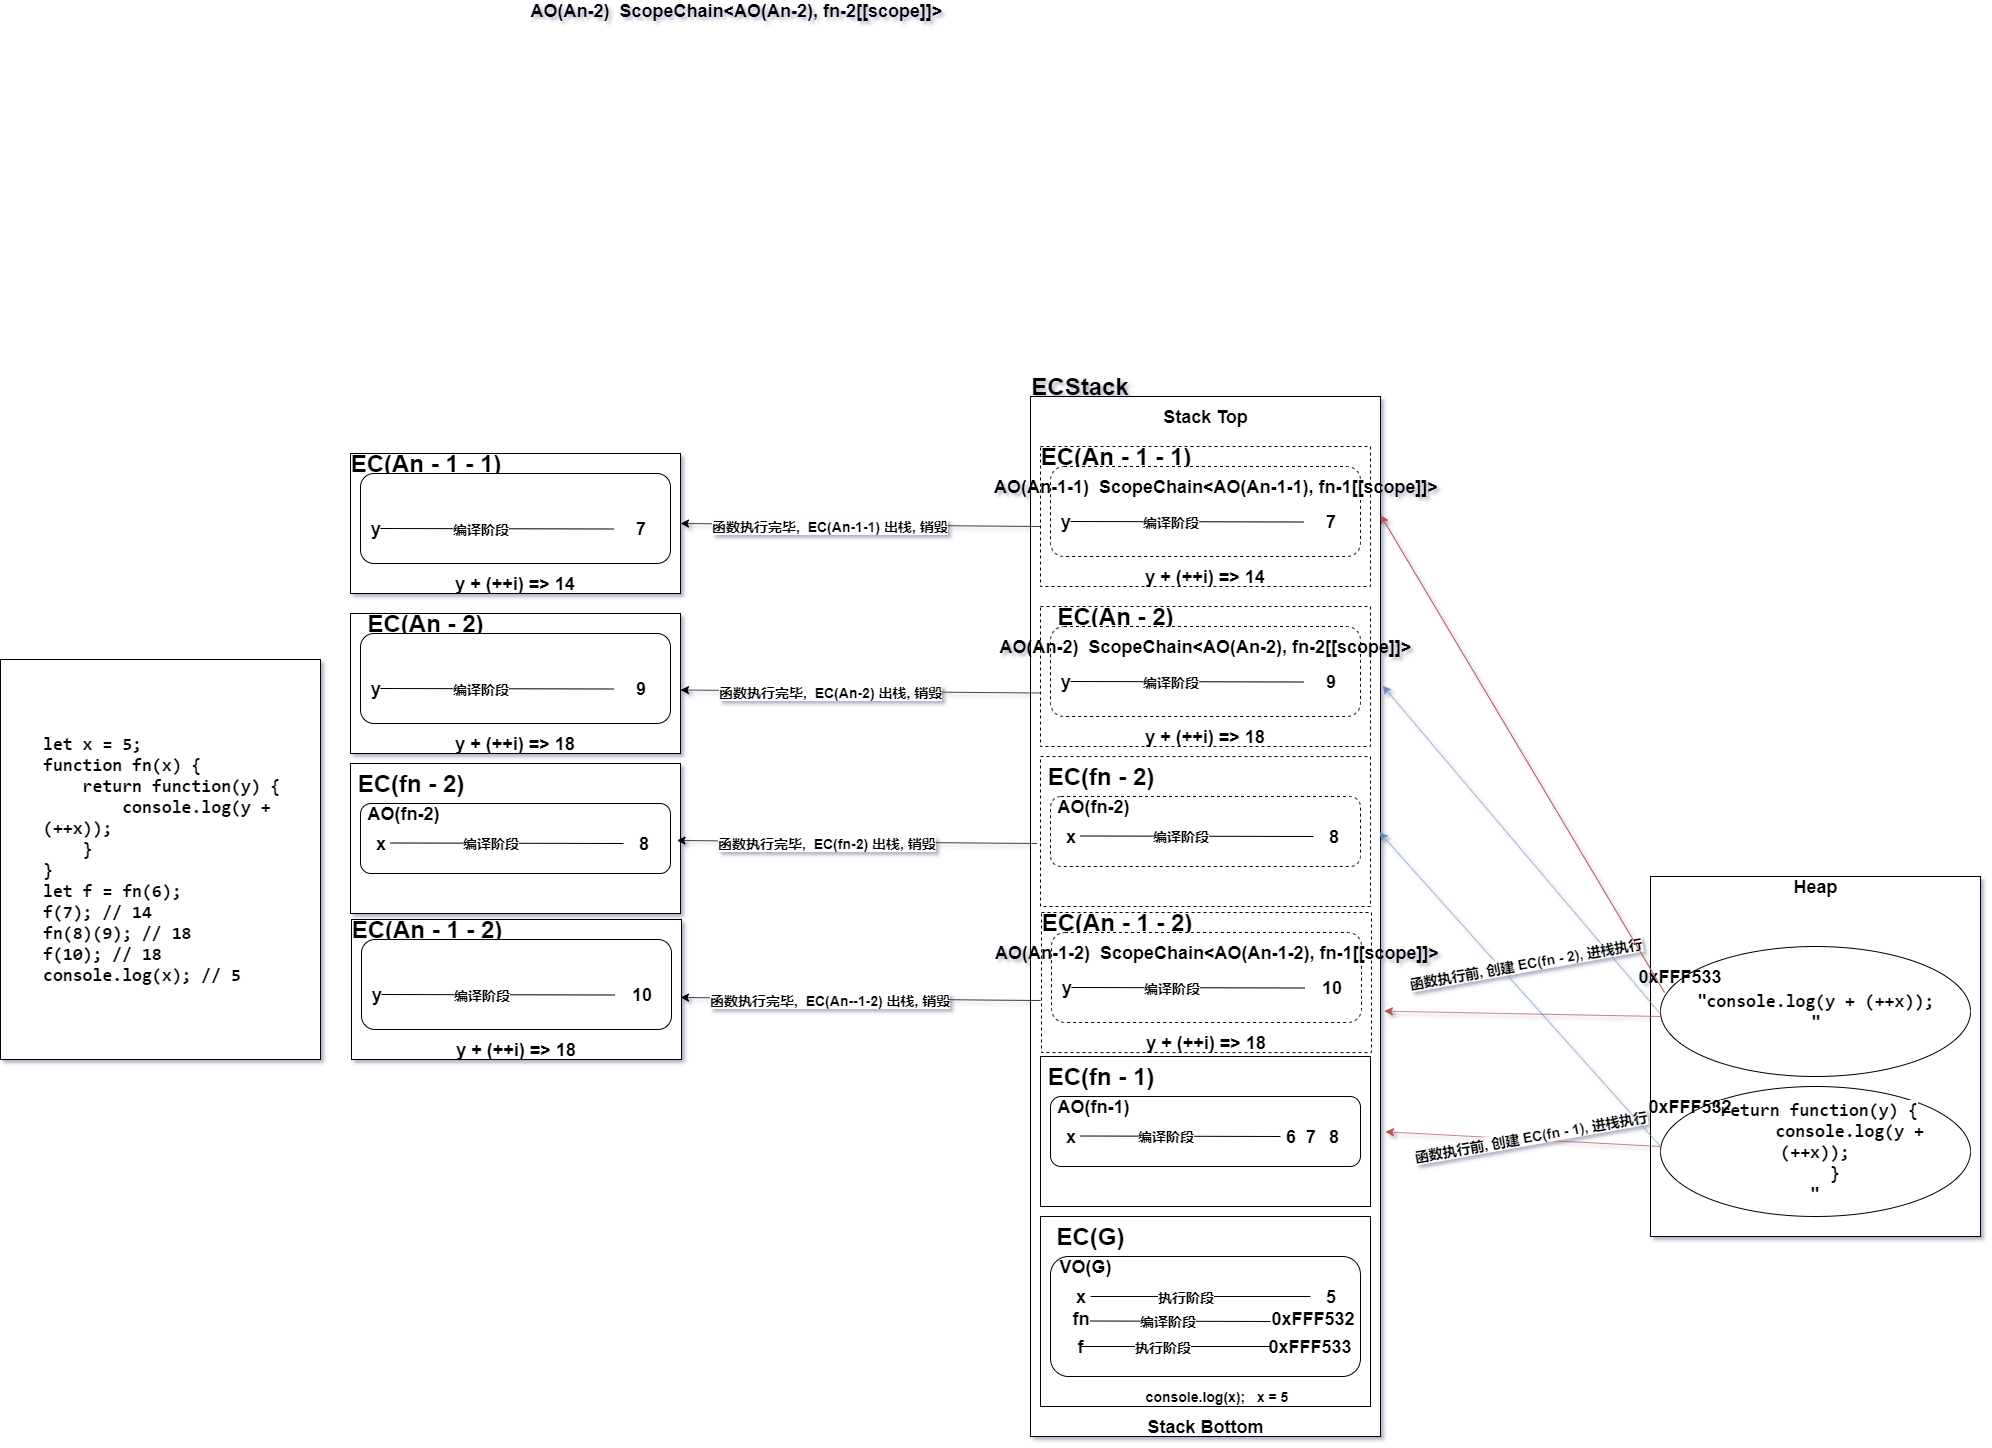 AO(An-2)  ScopeChain<AO(An-2), fn-2[[scope]]>
let x = 5;
function fn(x) {
    return function(y) {
        console.log(y +
(++x));
    }
}
let f = fn(6);
f(7); // 14
fn(8)(9); // 18
f(10); // 18
console.log(x); // 5
EC(An - 1 - 1)
y 编译阶段 7
y + (++i) => 14
EC(An - 2)
y 编译阶段 9
y + (++i) => 18
EC(fn - 2)
AO(fn-2)
x 编译阶段 8
EC(An - 1 - 2)
y 编译阶段 10
y + (++i) => 18
函数执行完毕, EC(An-1-1) 出栈, 销毁
函数执行完毕, EC(An-2) 出栈, 销毁
函数执行完毕, EC(fn-2) 出栈, 销毁
函数执行完毕, EC(An--1-2) 出栈, 销毁
ECStack
Stack Top
EC(An - 1 - 1)
AO(An-1-1)  ScopeChain<AO(An-1-1), fn-1[[scope]]>
y 编译阶段 7
y + (++i) => 14
EC(An - 2)
AO(An-2)  ScopeChain<AO(An-2), fn-2[[scope]]>
y 编译阶段 9
y + (++i) => 18
EC(fn - 2)
AO(fn-2)
x 编译阶段 8
EC(An - 1 - 2)
AO(An-1-2)  ScopeChain<AO(An-1-2), fn-1[[scope]]>
y 编译阶段 10
y + (++i) => 18
EC(fn - 1)
AO(fn-1)
x 编译阶段 6 7 8
EC(G)
VO(G)
x 执行阶段 5
fn 编译阶段 0xFFF532
f 执行阶段 0xFFF533
console.log(x);   x = 5
Stack Bottom
函数执行前, 创建 EC(fn - 2), 进栈执行
函数执行前, 创建 EC(fn - 1), 进栈执行
Heap
0xFFF533
"console.log(y + (++x));
"
0xFFF532
return function(y) {
console.log(y +
(++x));
}
"